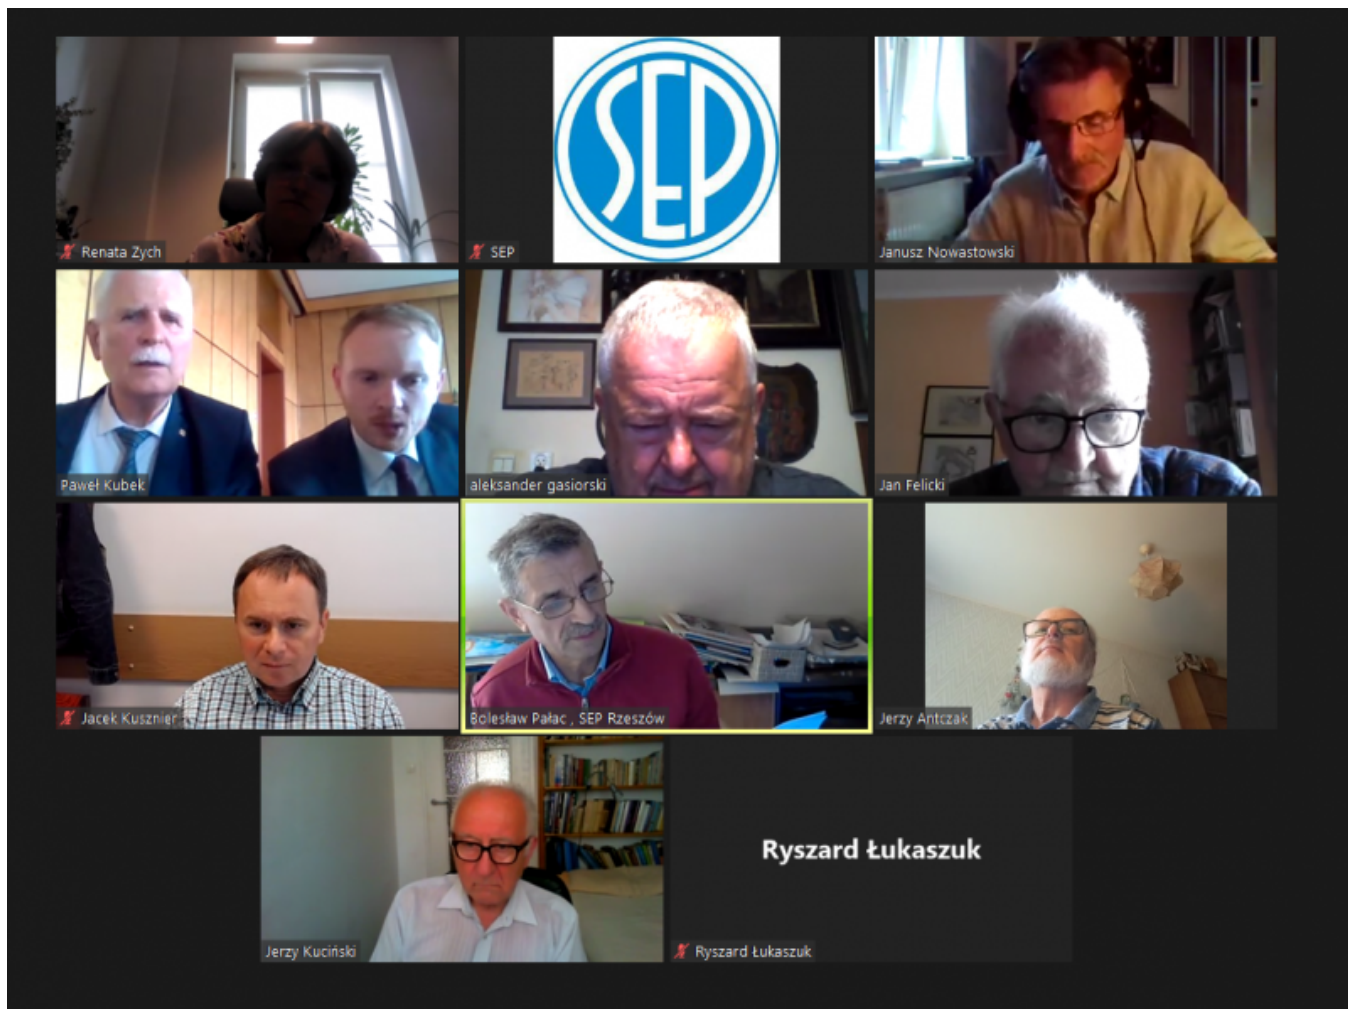 SEP
Renata Zych
SEP
Janusz Nowastowski
Paweł Kubek
aleksander gasiorski
Jan Felicki
Jacek Kusznier
Bolesław Pałac , SEP Rzeszów
Jerzy Antczak
Ryszard Łukaszuk
Jerzy Kuciński
Ryszard Łukaszuk